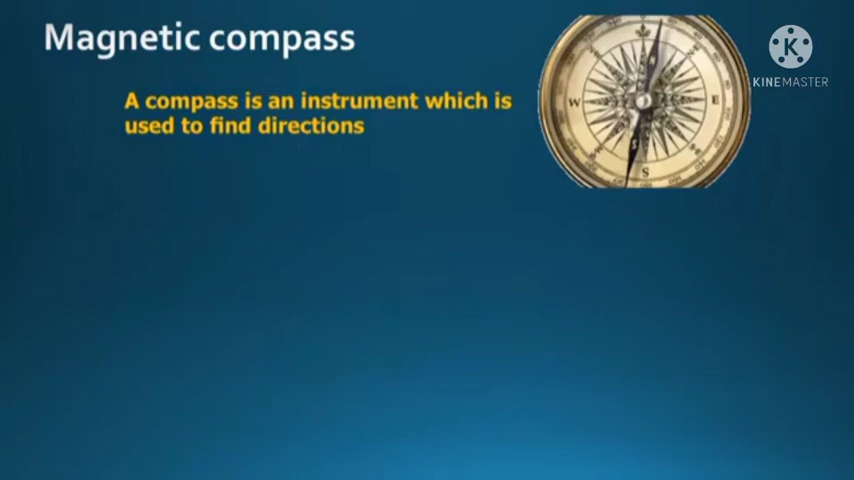 Magnetic compass
A compass is an instrument which is
used to find directions
K
KINEMASTER
W
E
S
S